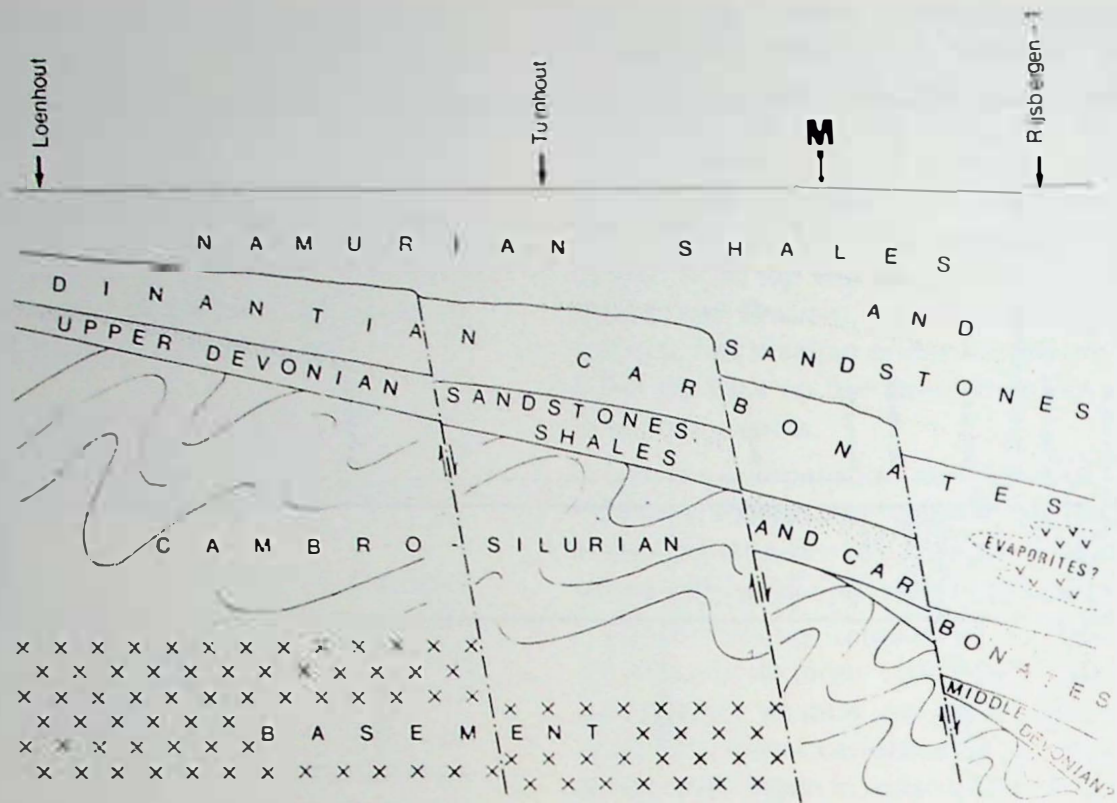 Loenhout
Turnhout
M
Rijsbergen-1
NAMURIAN SHALES
AND
SANDSTONES
DINANTIAN CARBONATES
UPPER DEVONIAN SANDSTONES
SHALES
AND CARBONATES
EVAPORITES?
CAMBRO-SILURIAN
MIDDLE DEVONIAN?
BASEMENT